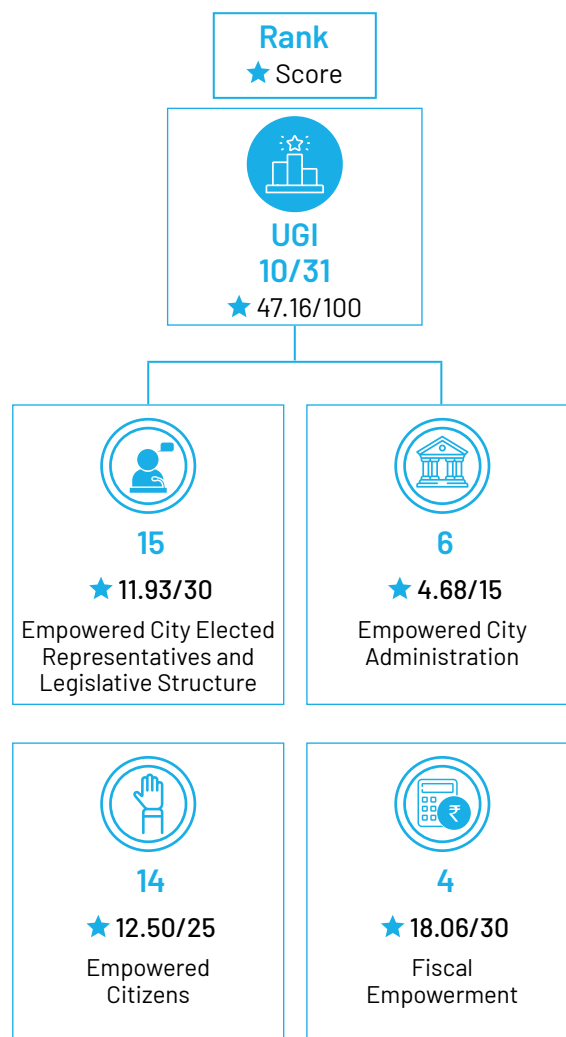 Rank
★ Score
UGI
10/31
★ 47.16/100
15
★ 11.93/30
Empowered City Elected
Representatives and
Legislative Structure
6
★ 4.68/15
Empowered City
Administration
14
★ 12.50/25
Empowered
Citizens
₹
4
★ 18.06/30
Fiscal
Empowerment